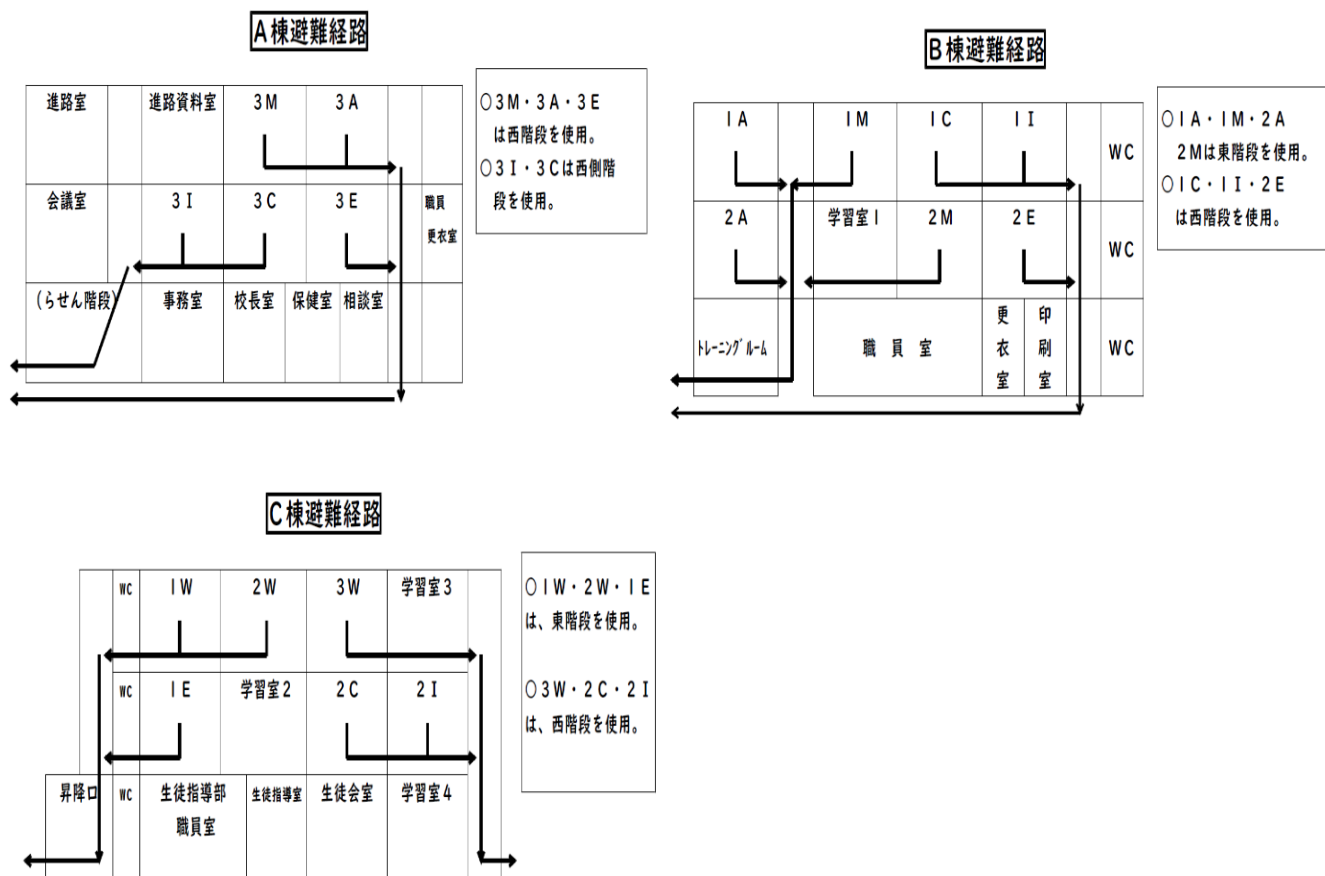 A棟避難経路
進路室 進路資料室 3M 3A
会議室 3I 3C 3E 職員
更衣室
(らせん階段) 事務室 校長室 保健室 相談室
○3M・3A・3E
は西階段を使用。
○3I・3Cは西側階
段を使用。
B棟避難経路
1A 1M 1C 1I WC
2A 学習室1 2M 2E WC
トレーニングルーム 職員室 更衣室 印刷室 WC
○1A・1M・2A
2Mは東階段を使用。
○1C・1I・2E
は西階段を使用。
C棟避難経路
WC 1W 2W 3W 学習室3
WC 1E 学習室2 2C 2I
昇降口 WC 生徒指導部 生徒指導室 生徒会室 学習室4
職員室
○1W・2W・1E
は、東階段を使用。
○3W・2C・2I
は、西階段を使用。